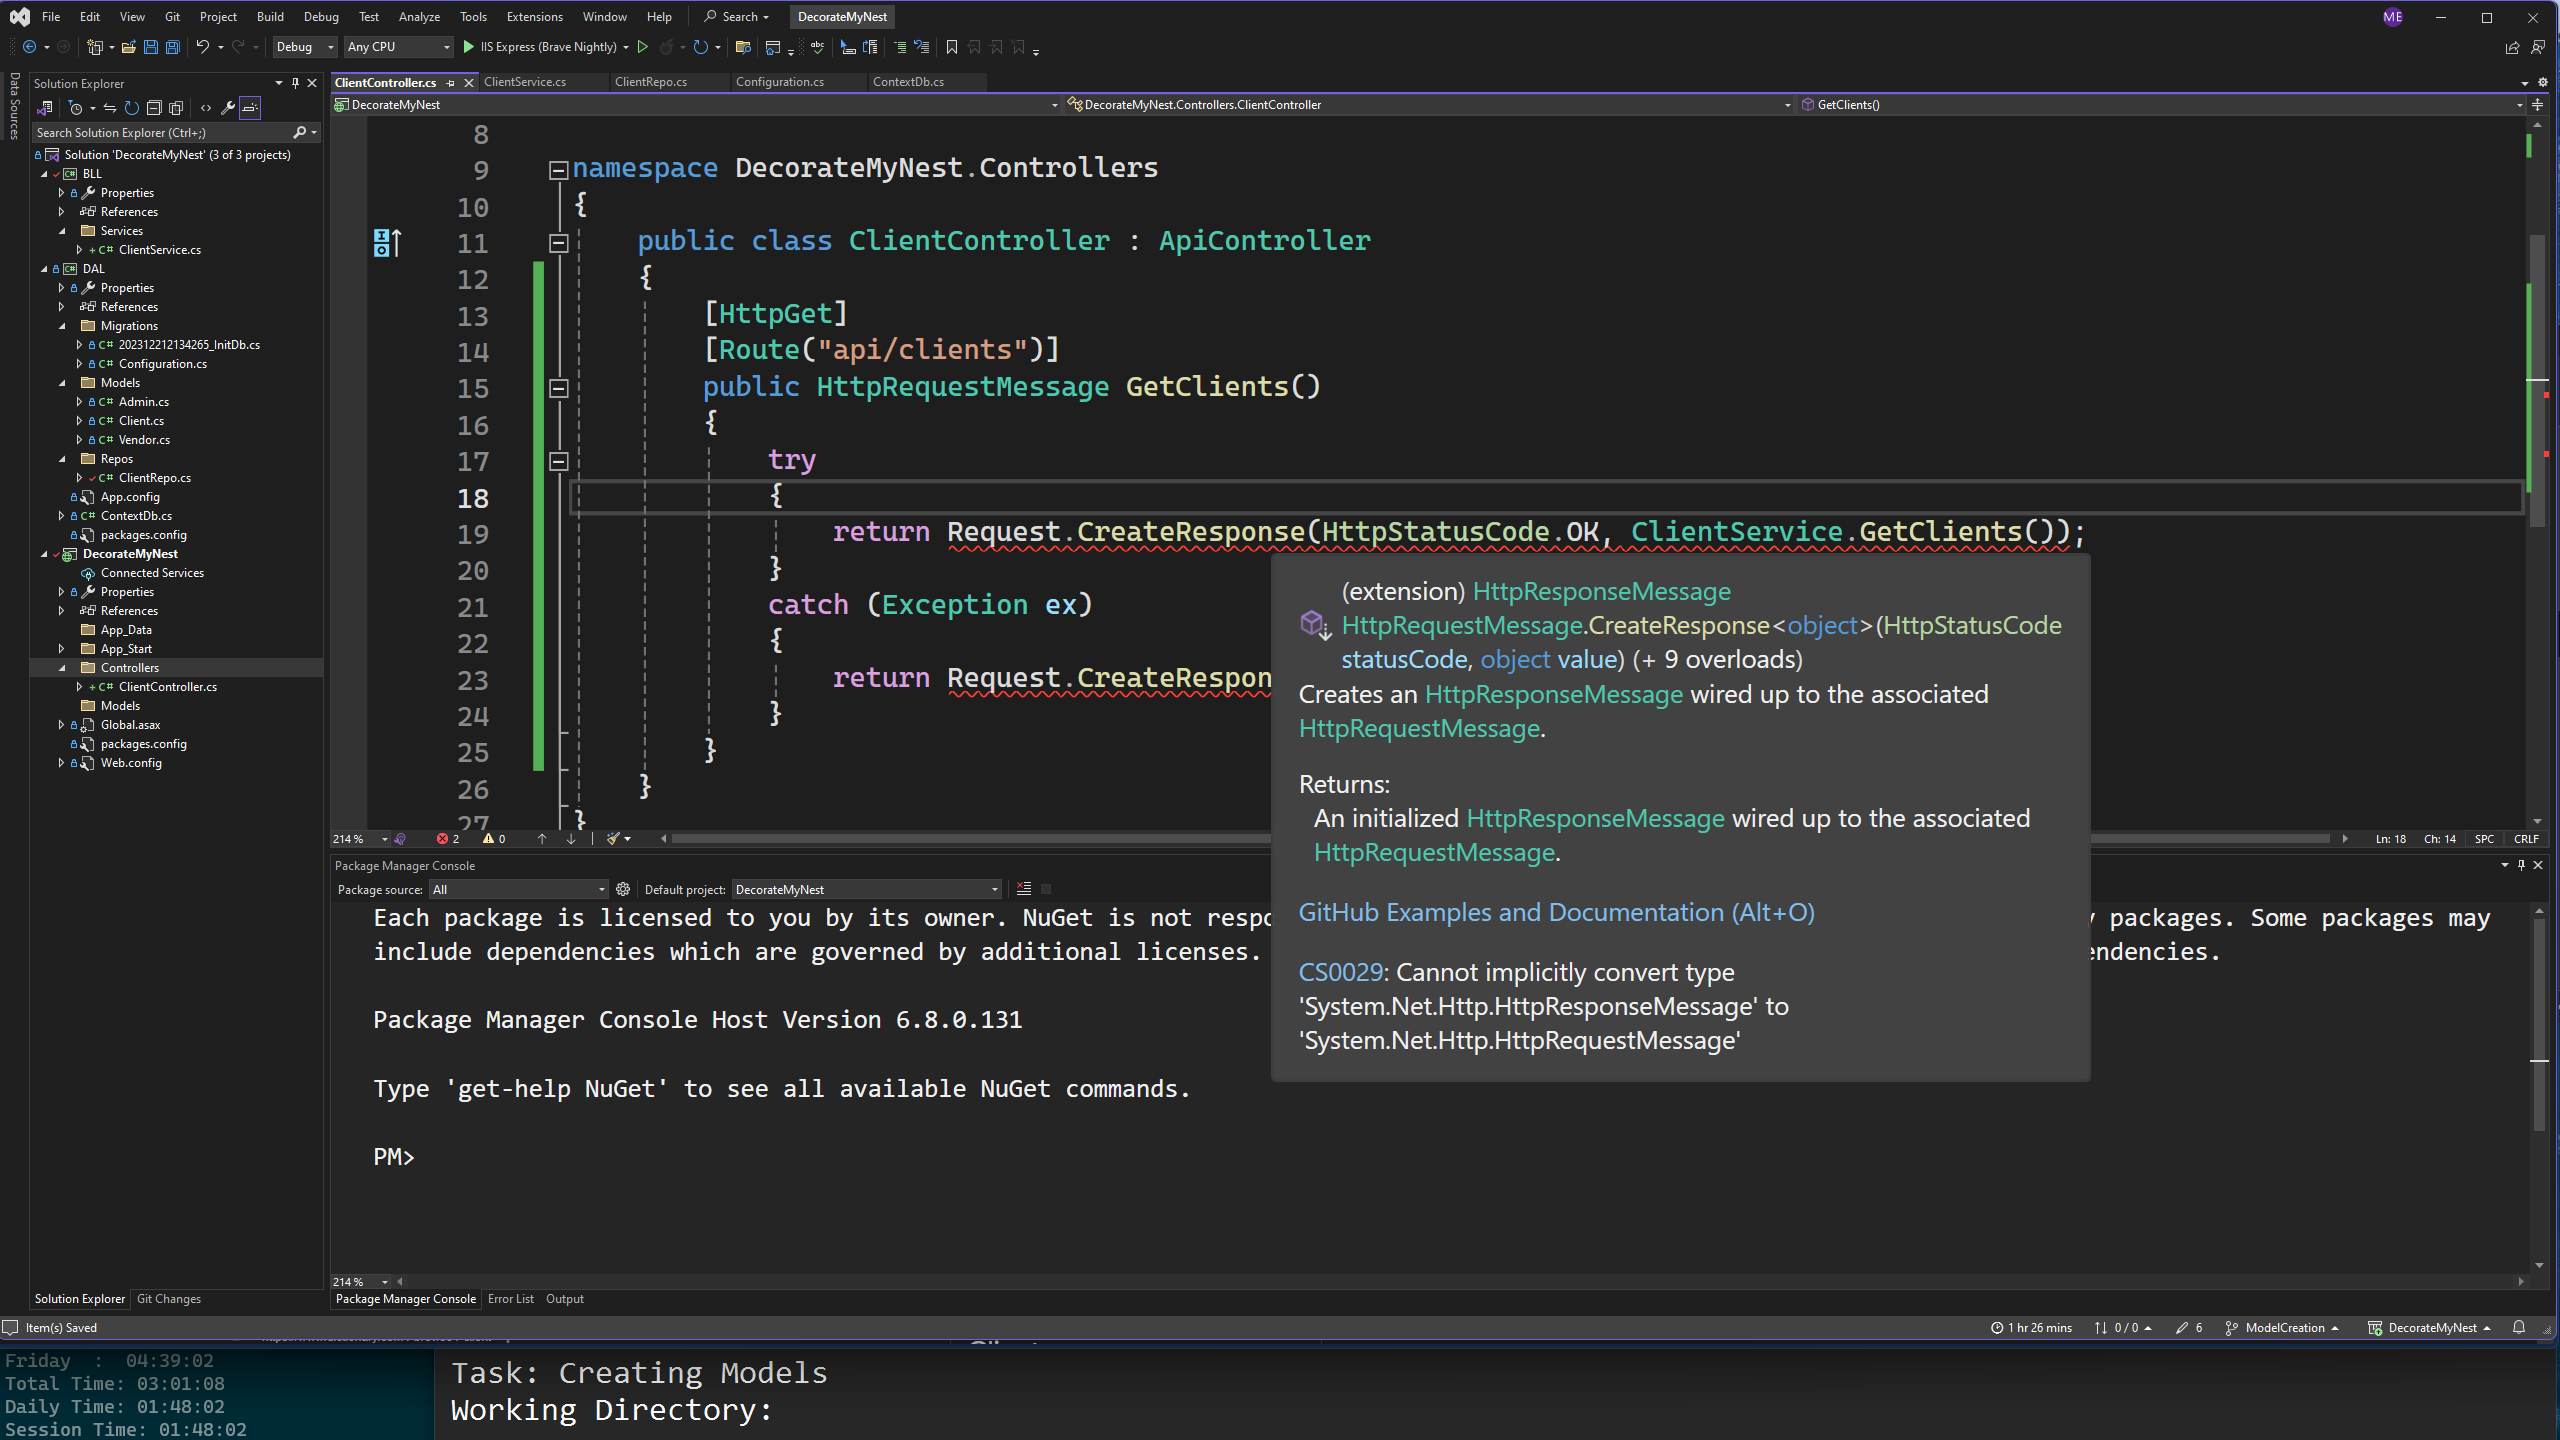 File Edit View Git Project Build Debug Test Analyze Tools Extensions Window Help Search DecorateMyNest ME
Debug Any CPU IIS Express (Brave Nightly)
Data Sources
Solution Explorer
Search Solution Explorer (Ctrl+;)
Solution 'DecorateMyNest' (3 of 3 projects)
BLL
Properties
References
Services
C# ClientService.cs
DAL
Properties
References
Migrations
C# 202312212134265_InitDb.cs
C# Configuration.cs
Models
C# Admin.cs
C# Client.cs
C# Vendor.cs
Repos
C# ClientRepo.cs
App.config
C# ContextDb.cs
packages.config
DecorateMyNest
Connected Services
Properties
References
App_Data
App_Start
Controllers
C# ClientController.cs
Models
Global.asax
packages.config
Web.config
Solution Explorer Git Changes
ClientController.cs ClientService.cs ClientRepo.cs Configuration.cs ContextDb.cs
DecorateMyNest DecorateMyNest.Controllers.ClientController GetClients()
8
9 namespace DecorateMyNest.Controllers
10 {
11 public class ClientController : ApiController
12 {
13 [HttpGet]
14 [Route("api/clients")]
15 public HttpRequestMessage GetClients()
16 {
17 try
18 {
19 return Request.CreateResponse(HttpStatusCode.OK, ClientService.GetClients());
20 }
21 catch (Exception ex)
22 {
23 return Request.CreateRespon
24 }
25 }
26 }
27 }
(extension) HttpResponseMessage
HttpRequestMessage.CreateResponse<object>(HttpStatusCode
statusCode, object value) (+ 9 overloads)
Creates an HttpResponseMessage wired up to the associated
HttpRequestMessage.
Returns:
An initialized HttpResponseMessage wired up to the associated
HttpRequestMessage.
GitHub Examples and Documentation (Alt+O)
CS0029: Cannot implicitly convert type
'System.Net.Http.HttpResponseMessage' to
'System.Net.Http.HttpRequestMessage'
214 % 2 0 Ln: 18 Ch: 14 SPC CRLF
Package Manager Console
Package source: All Default project: DecorateMyNest
Each package is licensed to you by its owner. NuGet is not respo packages. Some packages may
include dependencies which are governed by additional licenses. endencies.
Package Manager Console Host Version 6.8.0.131
Type 'get-help NuGet' to see all available NuGet commands.
PM>
214 %
Package Manager Console Error List Output
Item(s) Saved 1 hr 26 mins 0 / 0 6 ModelCreation DecorateMyNest
Friday : 04:39:02
Total Time: 03:01:08
Daily Time: 01:48:02
Session Time: 01:48:02
Task: Creating Models
Working Directory: